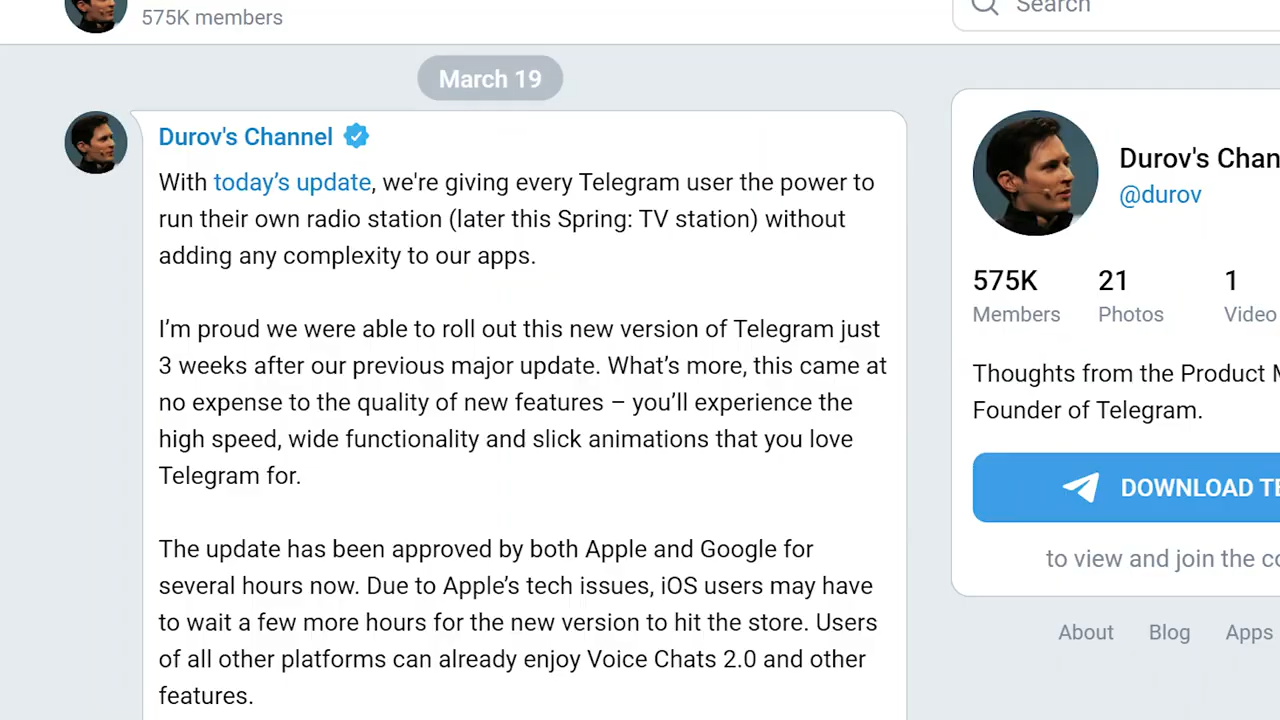 575K members
Search
March 19
Durov's Channel
With today’s update, we're giving every Telegram user the power to
run their own radio station (later this Spring: TV station) without
adding any complexity to our apps.
I’m proud we were able to roll out this new version of Telegram just
3 weeks after our previous major update. What’s more, this came at
no expense to the quality of new features – you’ll experience the
high speed, wide functionality and slick animations that you love
Telegram for.
The update has been approved by both Apple and Google for
several hours now. Due to Apple’s tech issues, iOS users may have
to wait a few more hours for the new version to hit the store. Users
of all other platforms can already enjoy Voice Chats 2.0 and other
features.
Durov's Chan
@durov
575K 21 1
Members Photos Video
Thoughts from the Product M
Founder of Telegram.
DOWNLOAD TE
to view and join the co
About Blog Apps